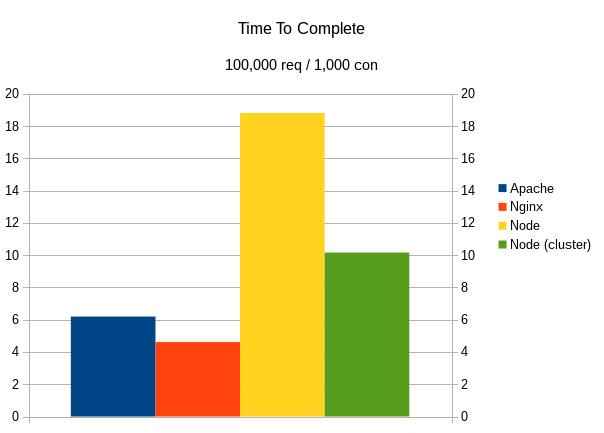 Time To Complete
100,000 req / 1,000 con
20 20
18 18
16 16
14 14
12 12
10 10
8 8
6 6
4 4
2 2
0 0
Apache
Nginx
Node
Node (cluster)